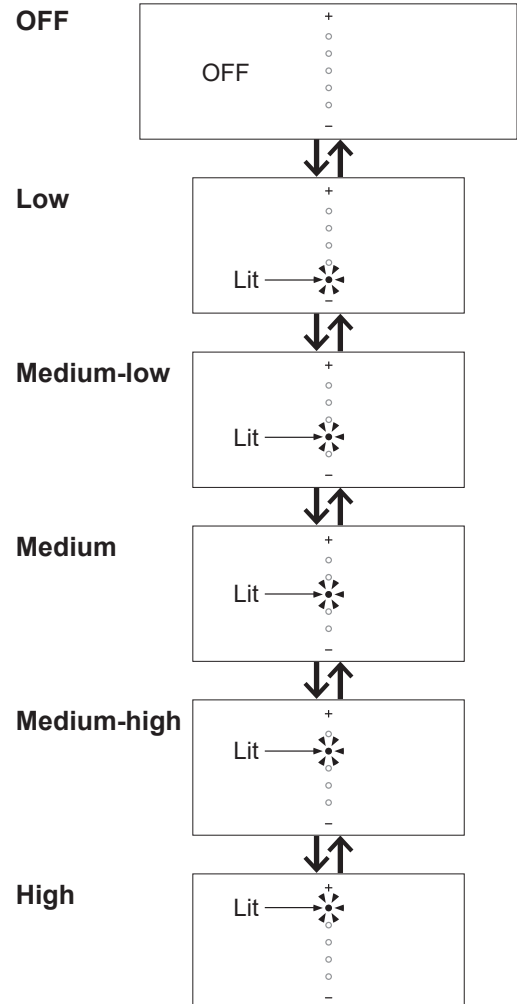 OFF
+
OFF
−
Low
+
Lit
−
Medium-low
+
Lit
−
Medium
+
Lit
−
Medium-high
+
Lit
−
High
+
Lit
−